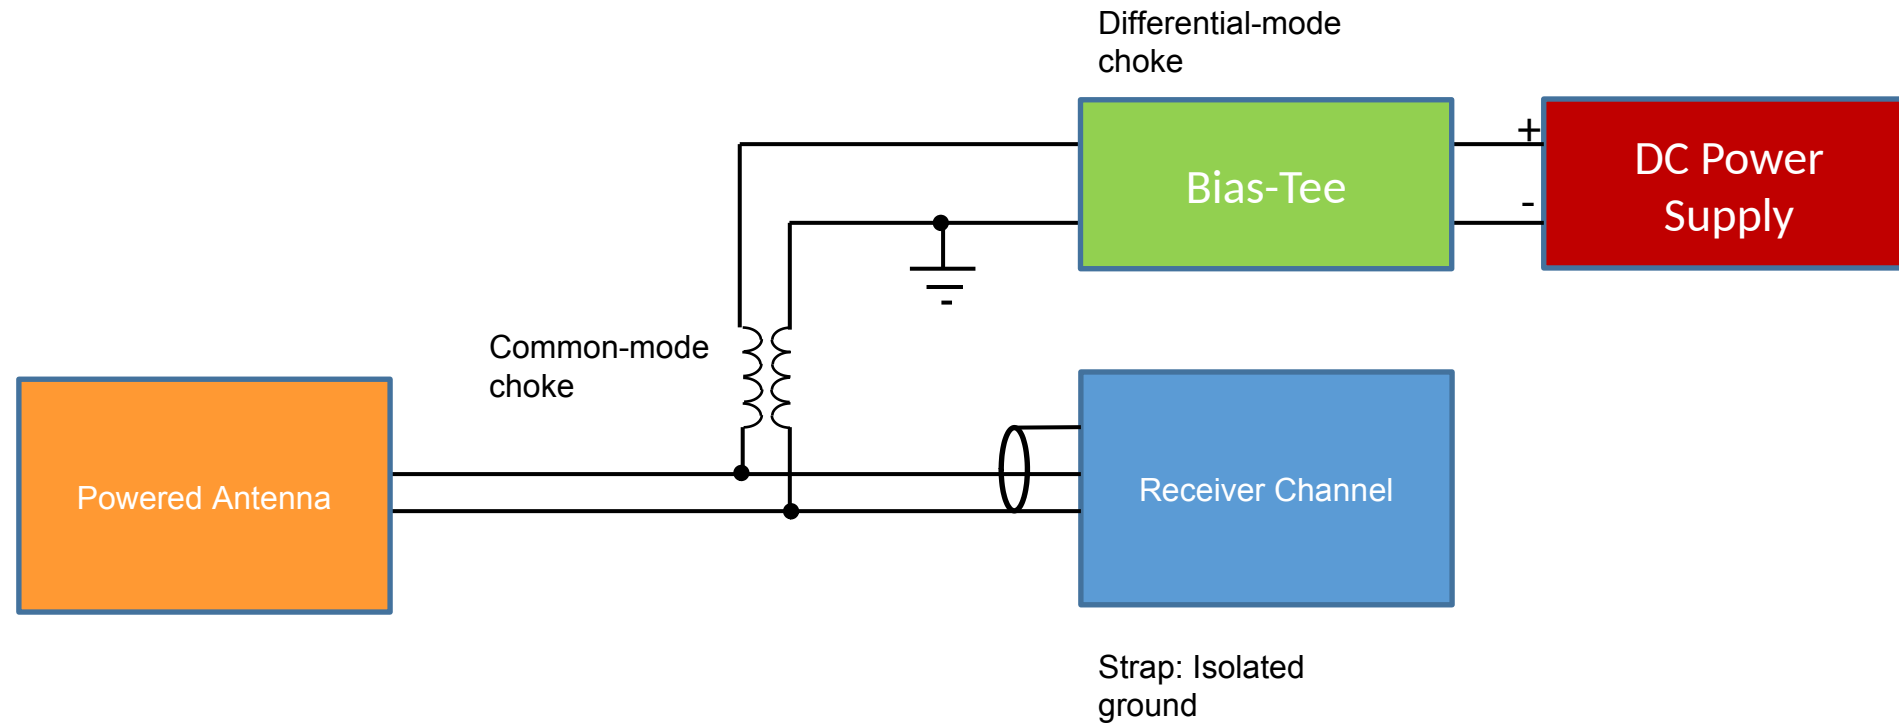 Differential-mode
choke
+
-
Bias-Tee
DC Power
Supply
Common-mode
choke
Powered Antenna
Receiver Channel
Strap: Isolated
ground